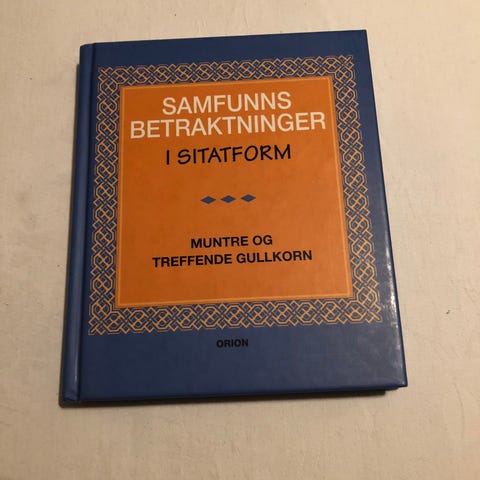 SAMFUNNS
BETRAKTNINGER
I SITATFORM
MUNTRE OG
TREFFENDE GULLKORN
ORION